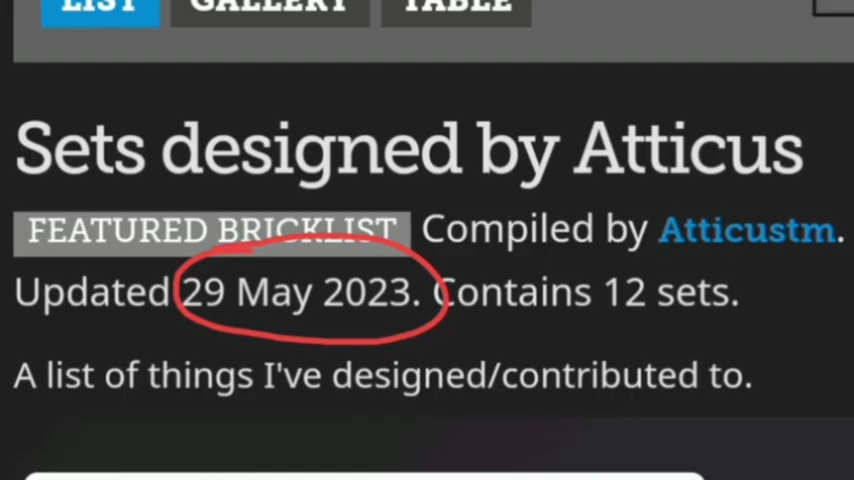 LIST GALLERY TABLE
Sets designed by Atticus
FEATURED BRICKLIST Compiled by Atticustm.
Updated 29 May 2023. Contains 12 sets.
A list of things I've designed/contributed to.